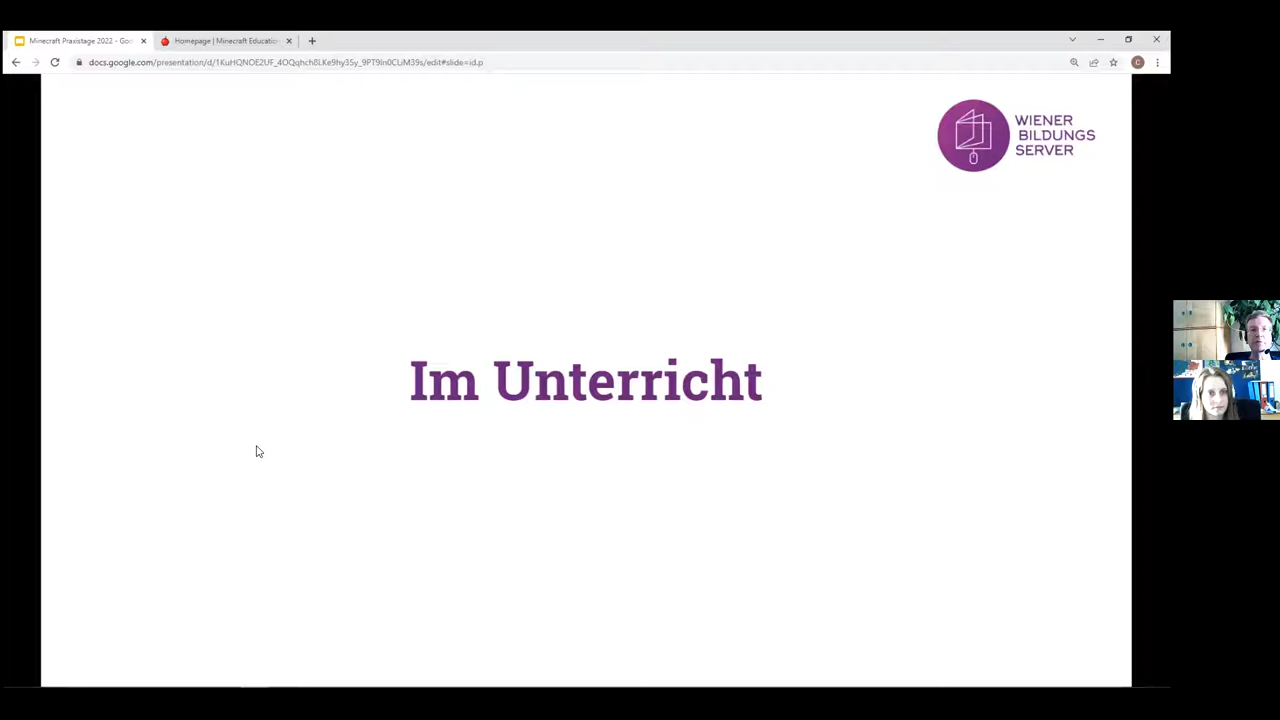 Minecraft Praxistage 2022 - Goo
Homepage | Minecraft Education
docs.google.com/presentation/d/1KuHQNOE2UF_4OQqhch8LKe9hy35y_9PT9In0CLiM39s/edit#slide=id.p
C
WIENER
BILDUNGS
SERVER
Im Unterricht